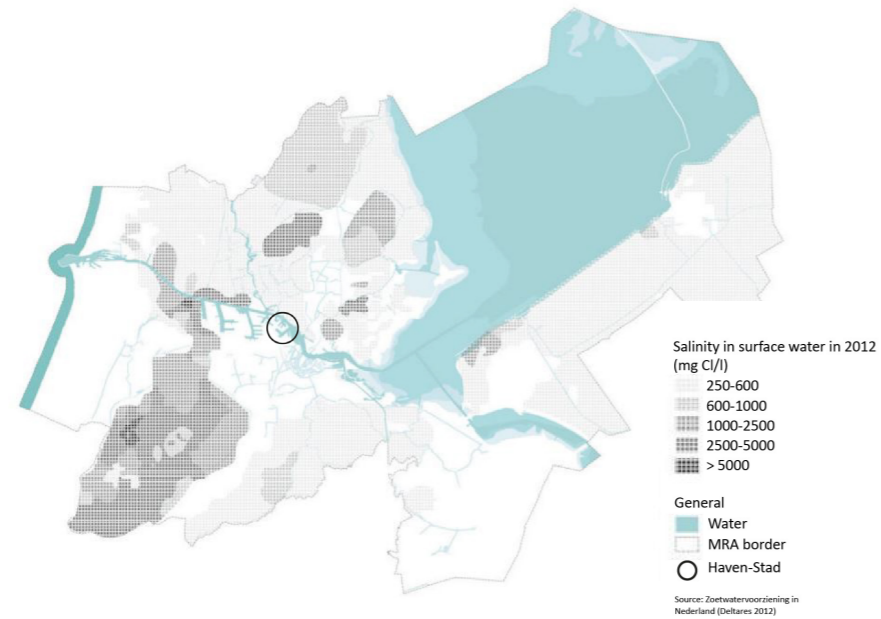 Salinity in surface water in 2012
(mg Cl/l)
250-600
600-1000
1000-2500
2500-5000
> 5000
General
Water
MRA border
Haven-Stad
Source: Zoetwatervoorziening in
Nederland (Deltares 2012)